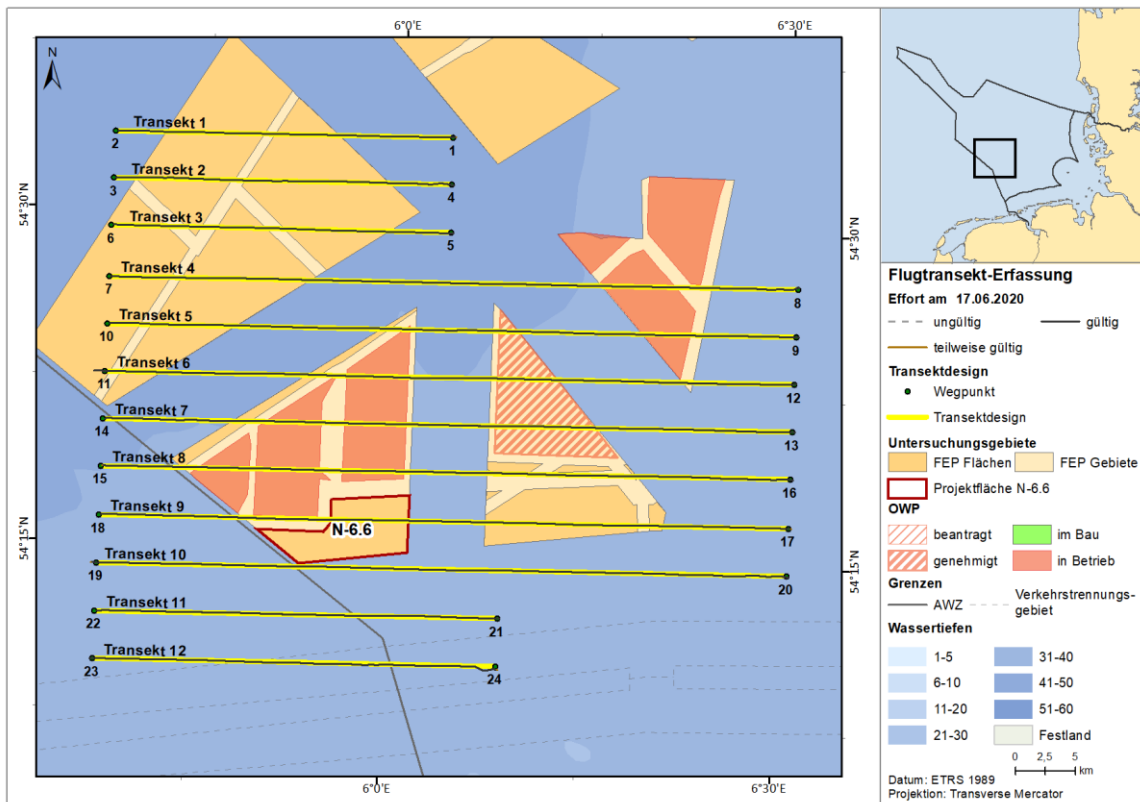 6°0'E
6°30'E
N
Transekt 1
2
1
Transekt 2
3
4
54°30'N
Transekt 3
6
5
54°30'N
Transekt 4
7
8
Transekt 5
10
9
Transekt 6
11
12
Transekt 7
14
13
Transekt 8
15
16
Transekt 9
18
N-6.6
17
54°15'N
Transekt 10
19
20
54°15'N
Transekt 11
22
21
Transekt 12
23
24
6°0'E
6°30'E
Flugtransekt-Erfassung
Effort am 17.06.2020
ungültig
gültig
teilweise gültig
Transektdesign
Wegpunkt
Transektdesign
Untersuchungsgebiete
FEP Flächen
FEP Gebiete
Projektfläche N-6.6
OWP
beantragt
im Bau
genehmigt
in Betrieb
Grenzen
AWZ
Verkehrstrennungs-
gebiet
Wassertiefen
1-5
31-40
6-10
41-50
11-20
51-60
21-30
Festland
0 2,5 5
km
Datum: ETRS 1989
Projektion: Transverse Mercator